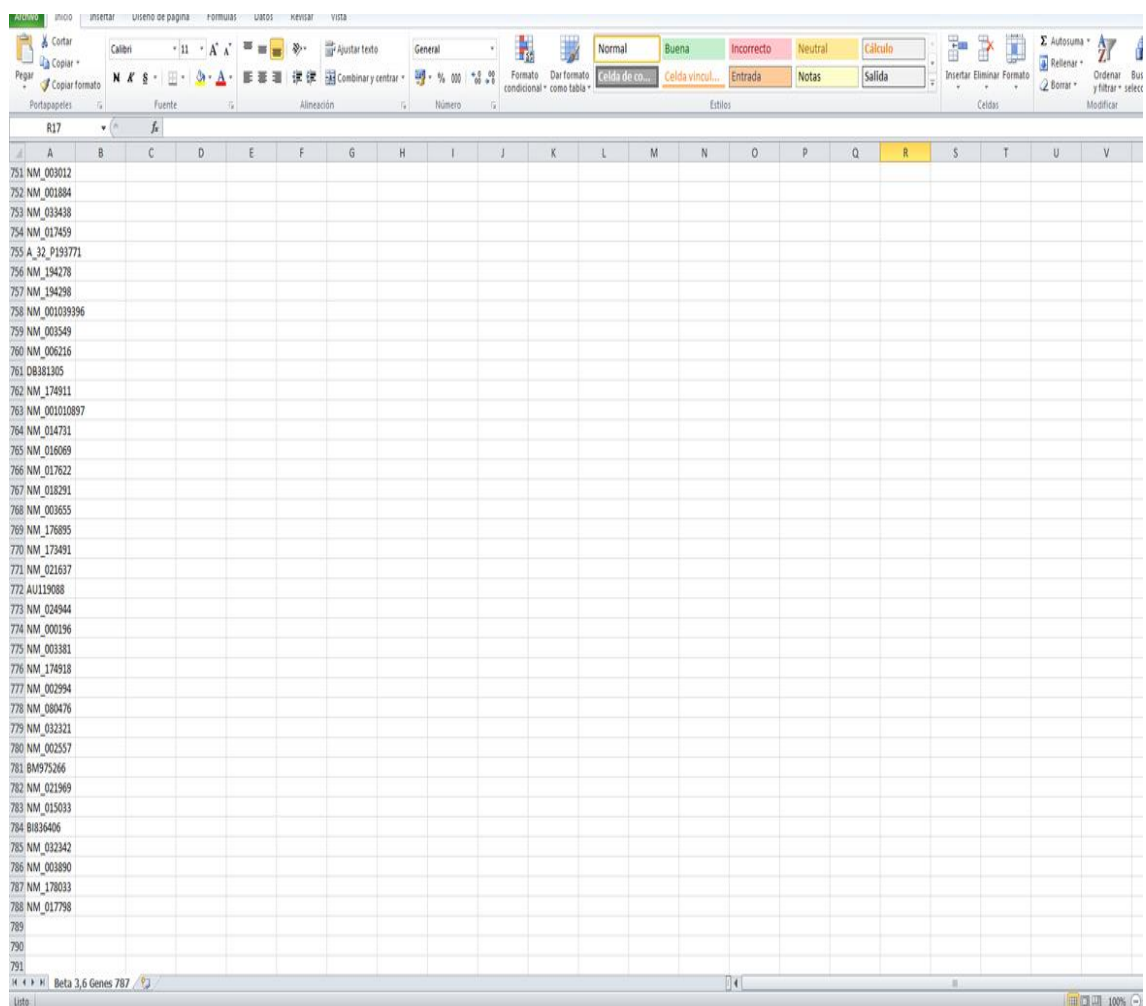 Archivo Inicio Insertar Diseño de página Fórmulas Datos Revisar Vista
Cortar
Copiar
Copiar formato
Pegar
Portapapeles
Calibri 11
N K S
Fuente
Ajustar texto
Combinar y centrar
Alineación
General
% 000
Número
Formato condicional
Dar formato como tabla
Normal Buena Incorrecto Neutral Cálculo
Celda de co... Celda vincul... Entrada Notas Salida
Estilos
Insertar Eliminar Formato
Celdas
Σ Autosuma
Rellenar
Borrar
Ordenar y filtrar
Modificar
R17 fx
A B C D E F G H I J K L M N O P Q R S T U V
751 NM_003012
752 NM_001884
753 NM_033438
754 NM_017459
755 A_32_P193771
756 NM_194278
757 NM_194298
758 NM_001039396
759 NM_003549
760 NM_006216
761 DB381305
762 NM_174911
763 NM_001010897
764 NM_014731
765 NM_016069
766 NM_017622
767 NM_018291
768 NM_003655
769 NM_176895
770 NM_173491
771 NM_021637
772 AU119088
773 NM_024944
774 NM_000196
775 NM_003381
776 NM_174918
777 NM_002994
778 NM_080476
779 NM_032321
780 NM_002557
781 BM975266
782 NM_021969
783 NM_015033
784 BI836406
785 NM_032342
786 NM_003890
787 NM_178033
788 NM_017798
789
790
791
Beta 3,6 Genes 787
Listo 100%